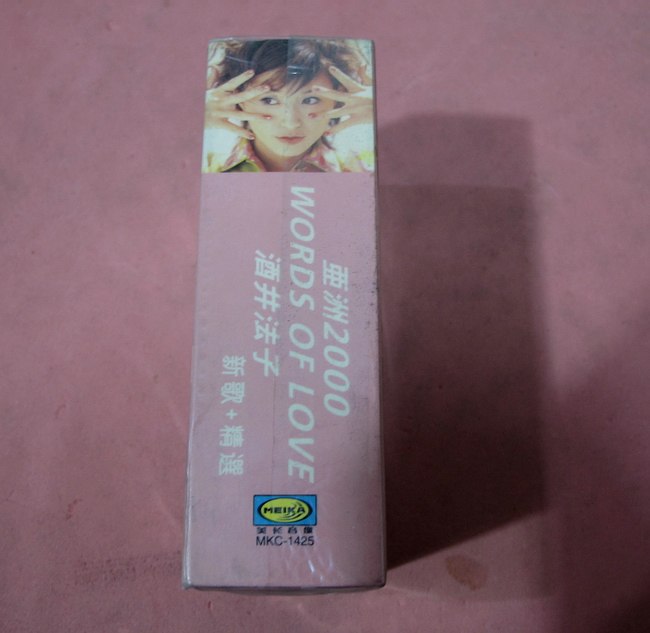 亞洲2000
WORDS OF LOVE
酒井法子
新歌+精選
MEIKA
美卡音像
MKC-1425